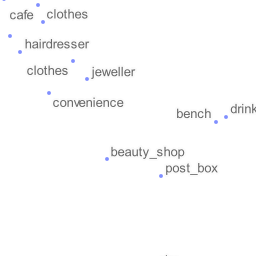 cafe clothes
hairdresser
clothes jeweller
convenience
bench drink
beauty_shop
post_box